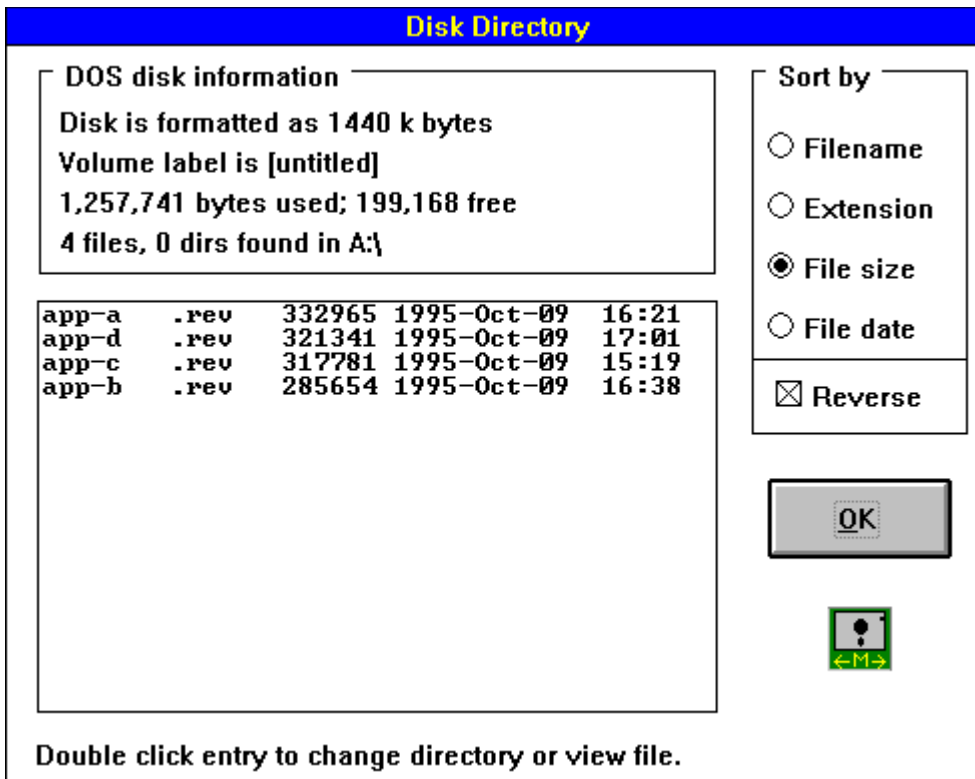 Disk Directory
DOS disk information
Disk is formatted as 1440 k bytes
Volume label is [untitled]
1,257,741 bytes used; 199,168 free
4 files, 0 dirs found in A:\
app-a .rev 332965 1995-Oct-09 16:21
app-d .rev 321341 1995-Oct-09 17:01
app-c .rev 317781 1995-Oct-09 15:19
app-b .rev 285654 1995-Oct-09 16:38
Sort by
Filename
Extension
File size
File date
Reverse
OK
←M→
Double click entry to change directory or view file.